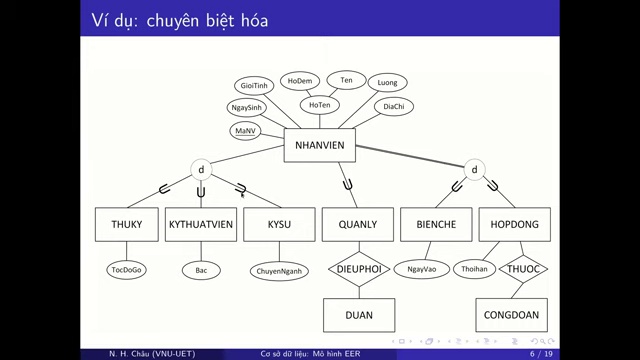 Ví dụ: chuyên biệt hóa
GioiTinh
HoDem
Ten
Luong
NgaySinh
HoTen
DiaChi
MaNV
NHANVIEN
d
d
THUKY
KYTHUATVIEN
KYSU
QUANLY
BIENCHE
HOPDONG
TocDoGo
Bac
ChuyenNganh
DIEUPHOI
NgayVao
Thoihan
THUOC
DUAN
CONGDOAN
N. H. Châu (VNU-UET)
Cơ sở dữ liệu: Mô hình EER
6 / 19